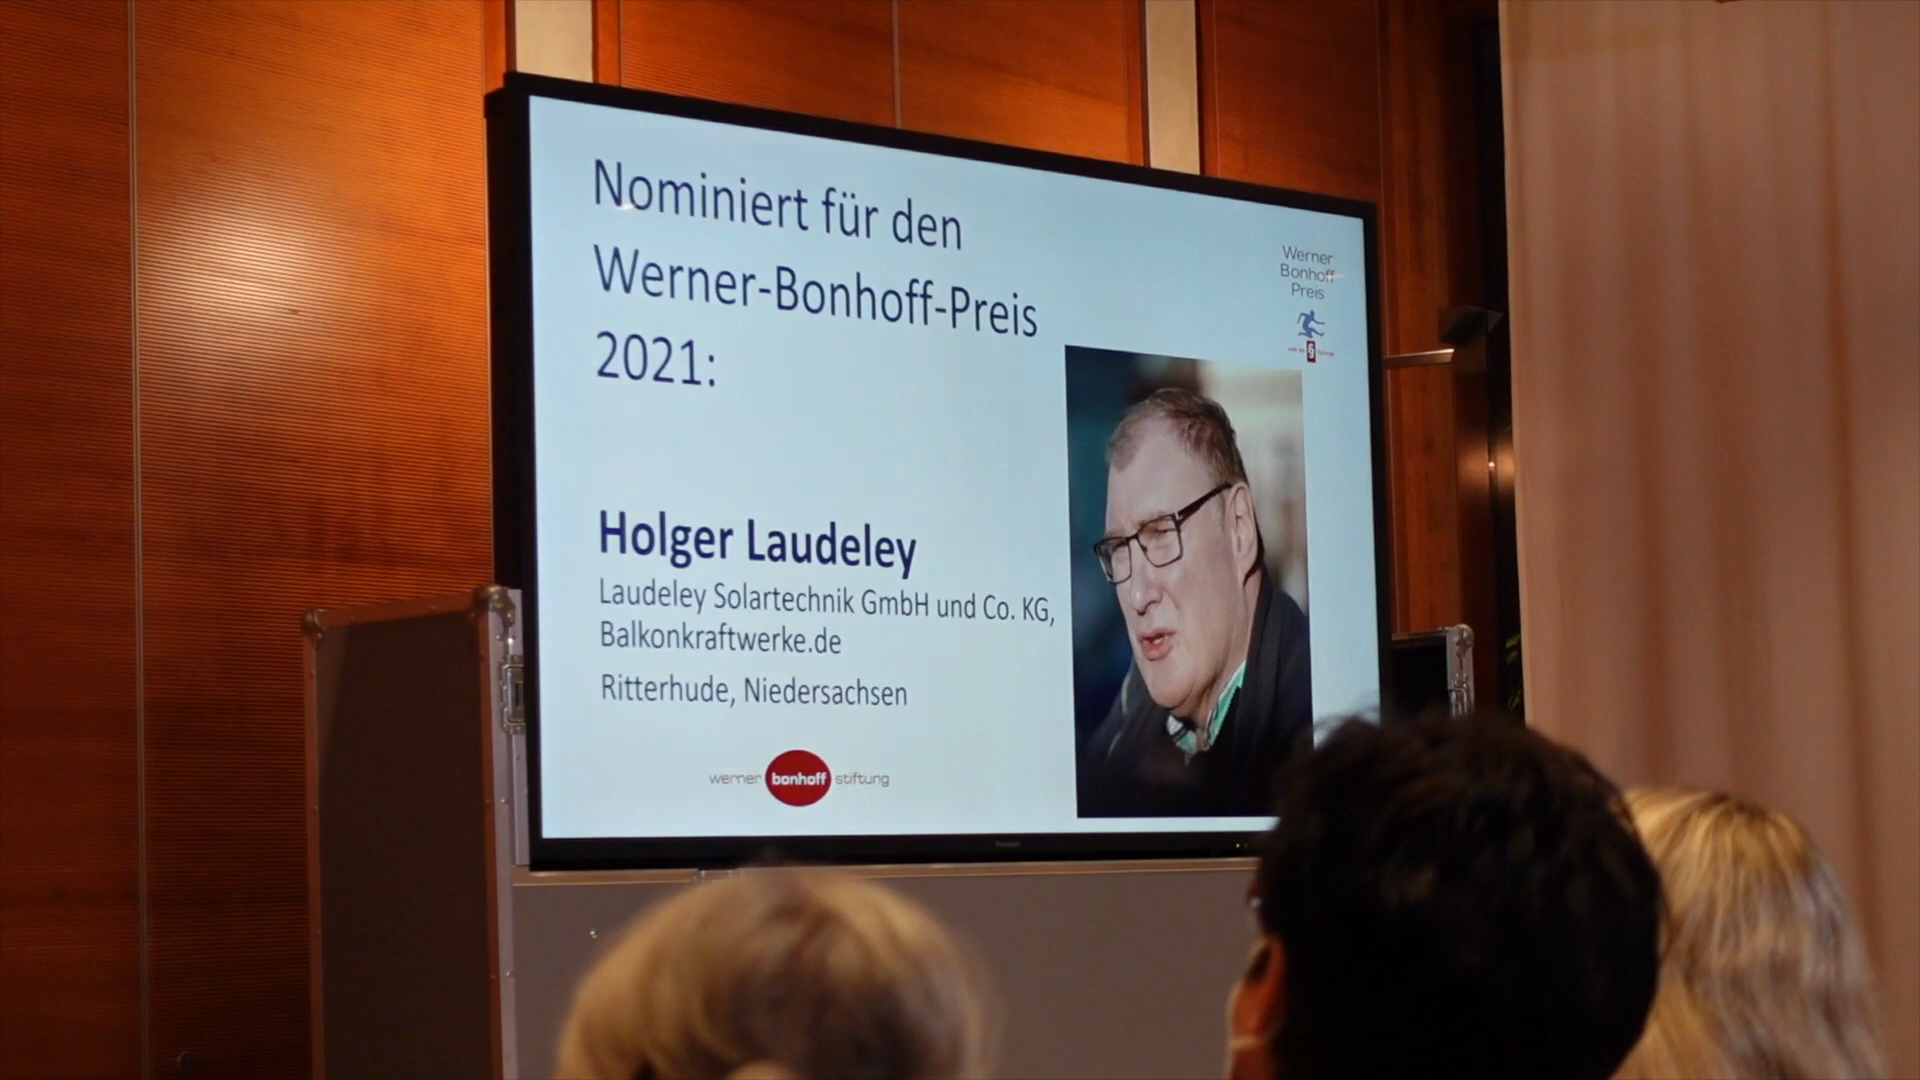 Nominiert für den
Werner-Bonhoff-Preis
2021:
Werner
Bonhoff
Preis
§
Holger Laudeley
Laudeley Solartechnik GmbH und Co. KG,
Balkonkraftwerke.de
Ritterhude, Niedersachsen
werner bonhoff stiftung
Panasonic